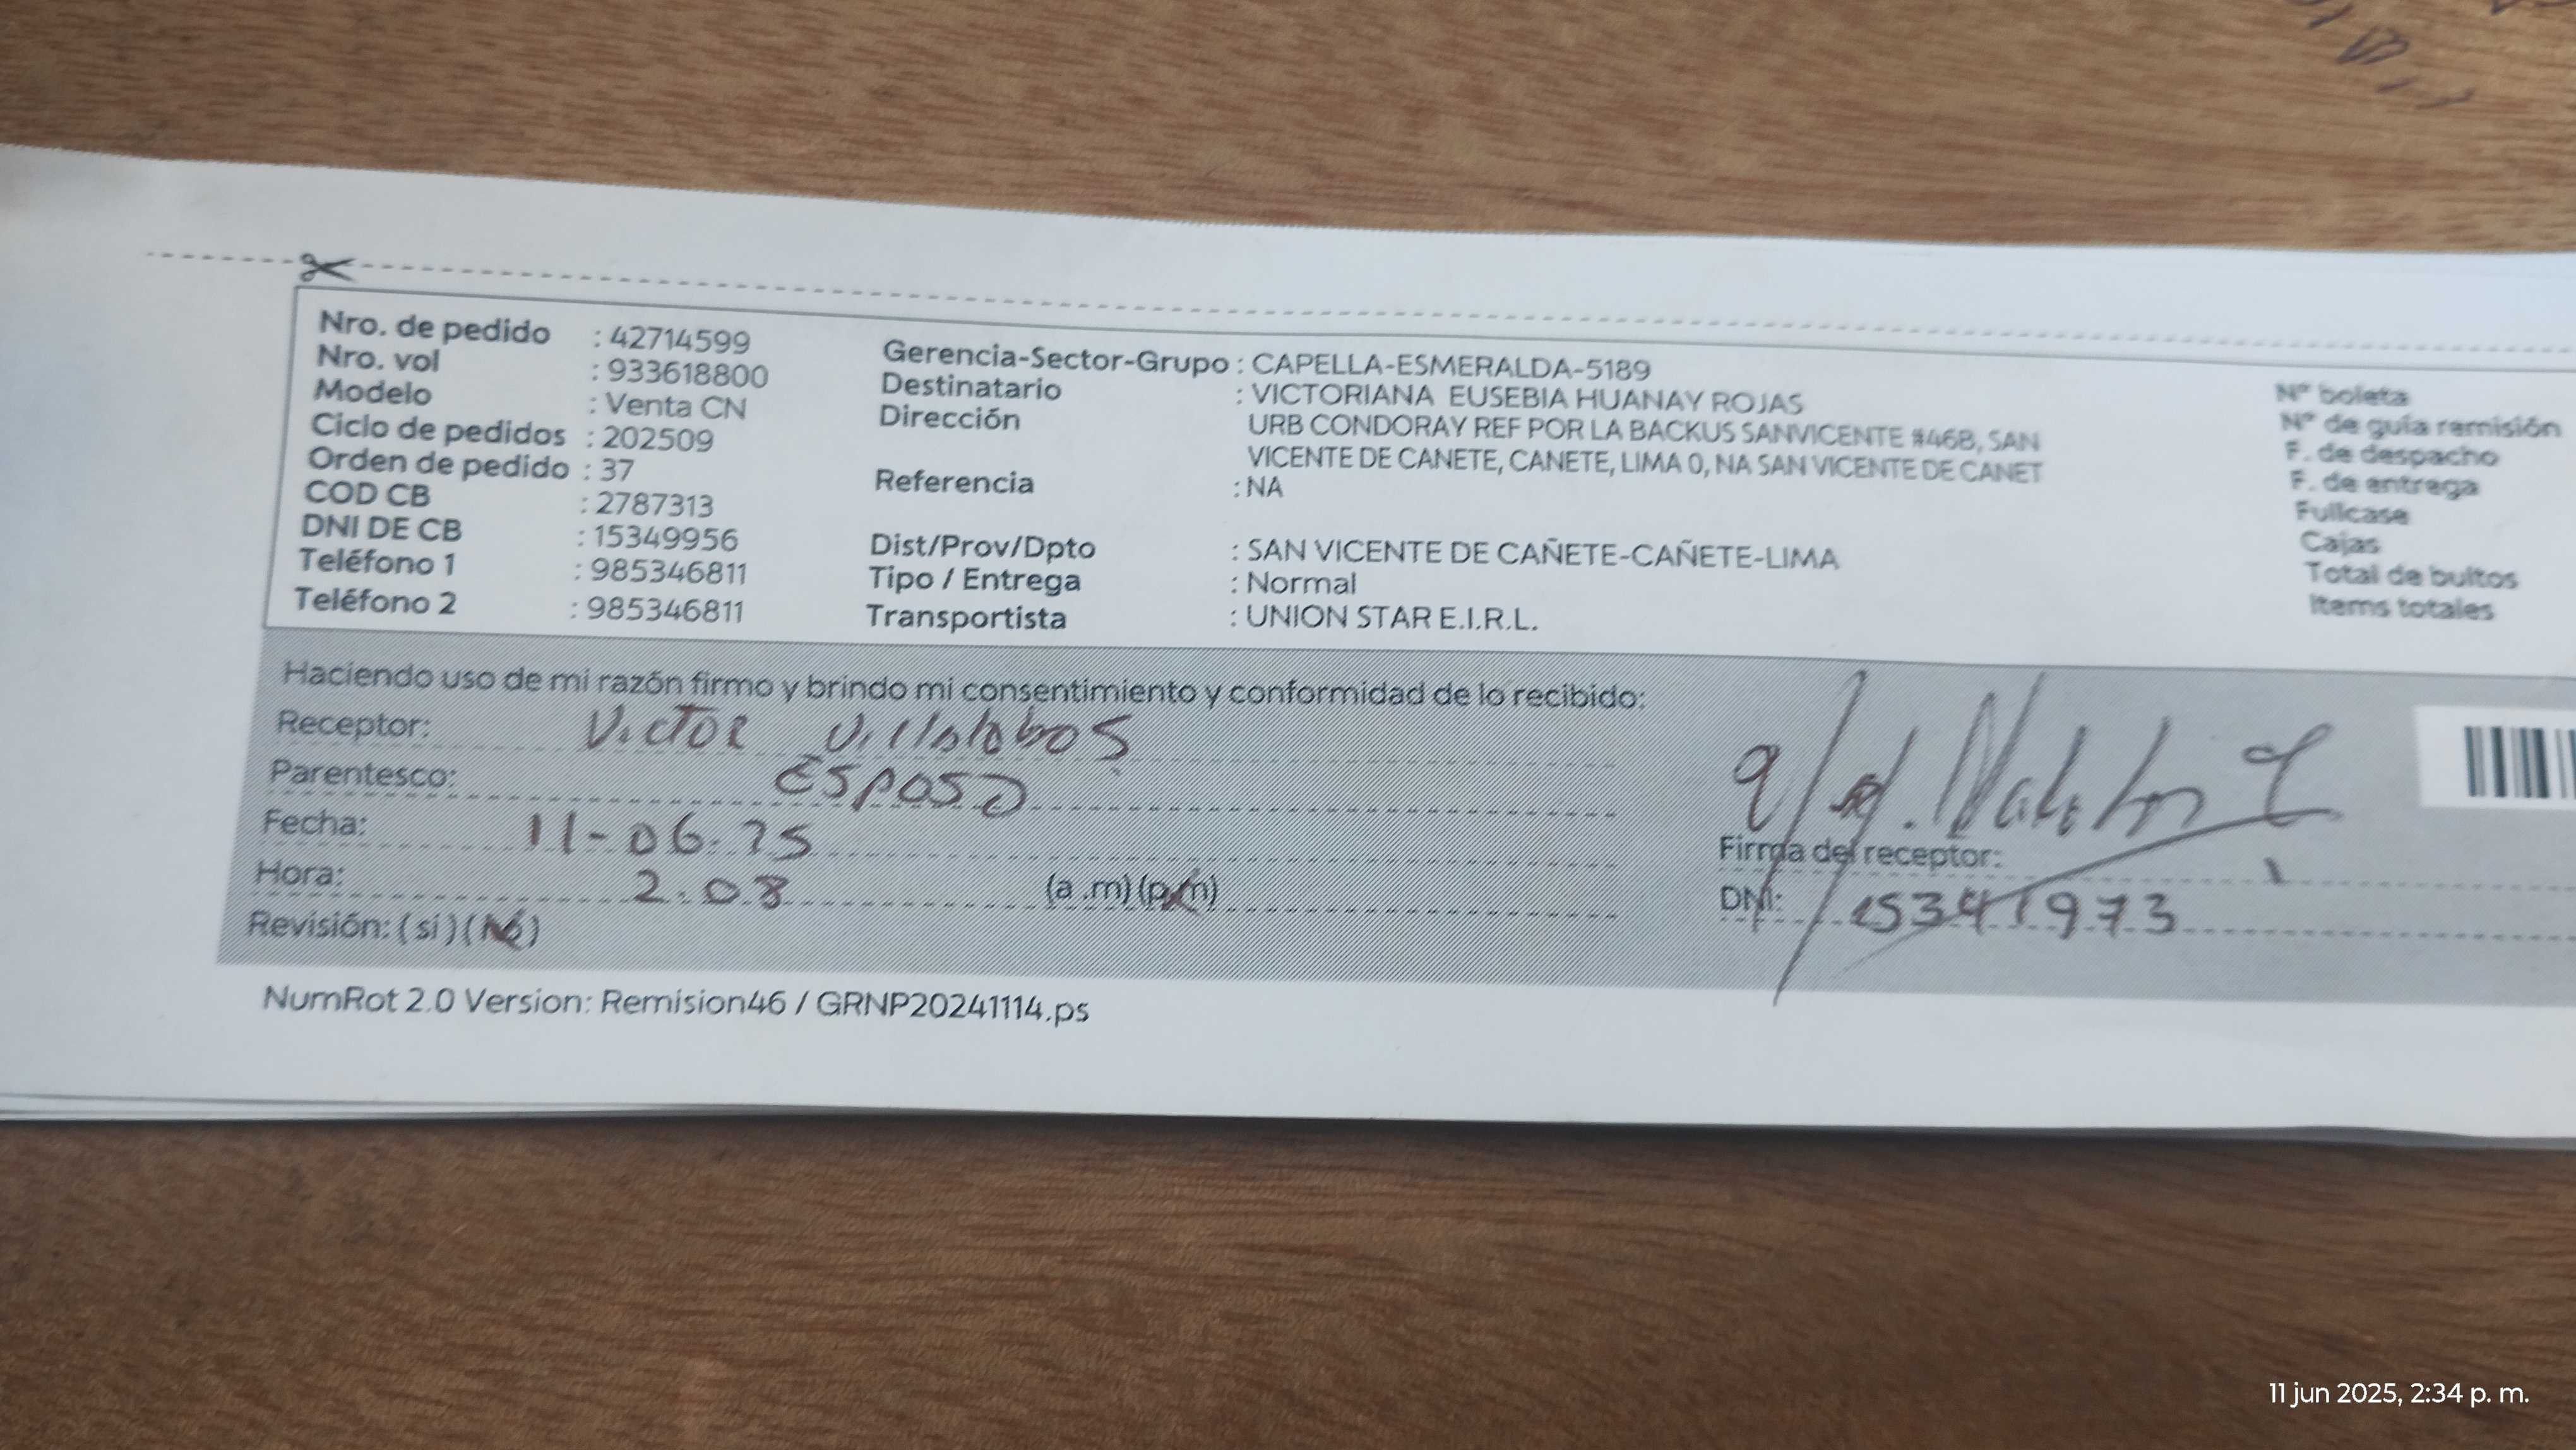 Nro. de pedido : 42714599
Nro. vol : 933618800
Modelo : Venta CN
Ciclo de pedidos : 202509
Orden de pedido : 37
COD CB : 2787313
DNI DE CB : 15349956
Teléfono 1 : 985346811
Teléfono 2 : 985346811
Gerencia-Sector-Grupo : CAPELLA-ESMERALDA-5189
Destinatario : VICTORIANA EUSEBIA HUANAY ROJAS
Dirección URB CONDORAY REF POR LA BACKUS SANVICENTE #46B, SAN
VICENTE DE CANETE, CANETE, LIMA 0, NA SAN VICENTE DE CANET
Referencia : NA
Dist/Prov/Dpto : SAN VICENTE DE CAÑETE-CAÑETE-LIMA
Tipo / Entrega : Normal
Transportista : UNION STAR E.I.R.L.
N° boleta
N° de guía remisión
F. de despacho
F. de entrega
Fullcase
Cajas
Total de bultos
Items totales
Haciendo uso de mi razón firmo y brindo mi consentimiento y conformidad de lo recibido:
Receptor: VICTOR Villalobos
Parentesco: ESPOSO
Fecha: 11-06-25
Hora: 2:08 (a .m) (p.m)
Revisión: ( si ) ( No )
Firma del receptor:
DNI: 15341973
NumRot 2.0 Version: Remision46 / GRNP20241114.ps
11 jun 2025, 2:34 p. m.